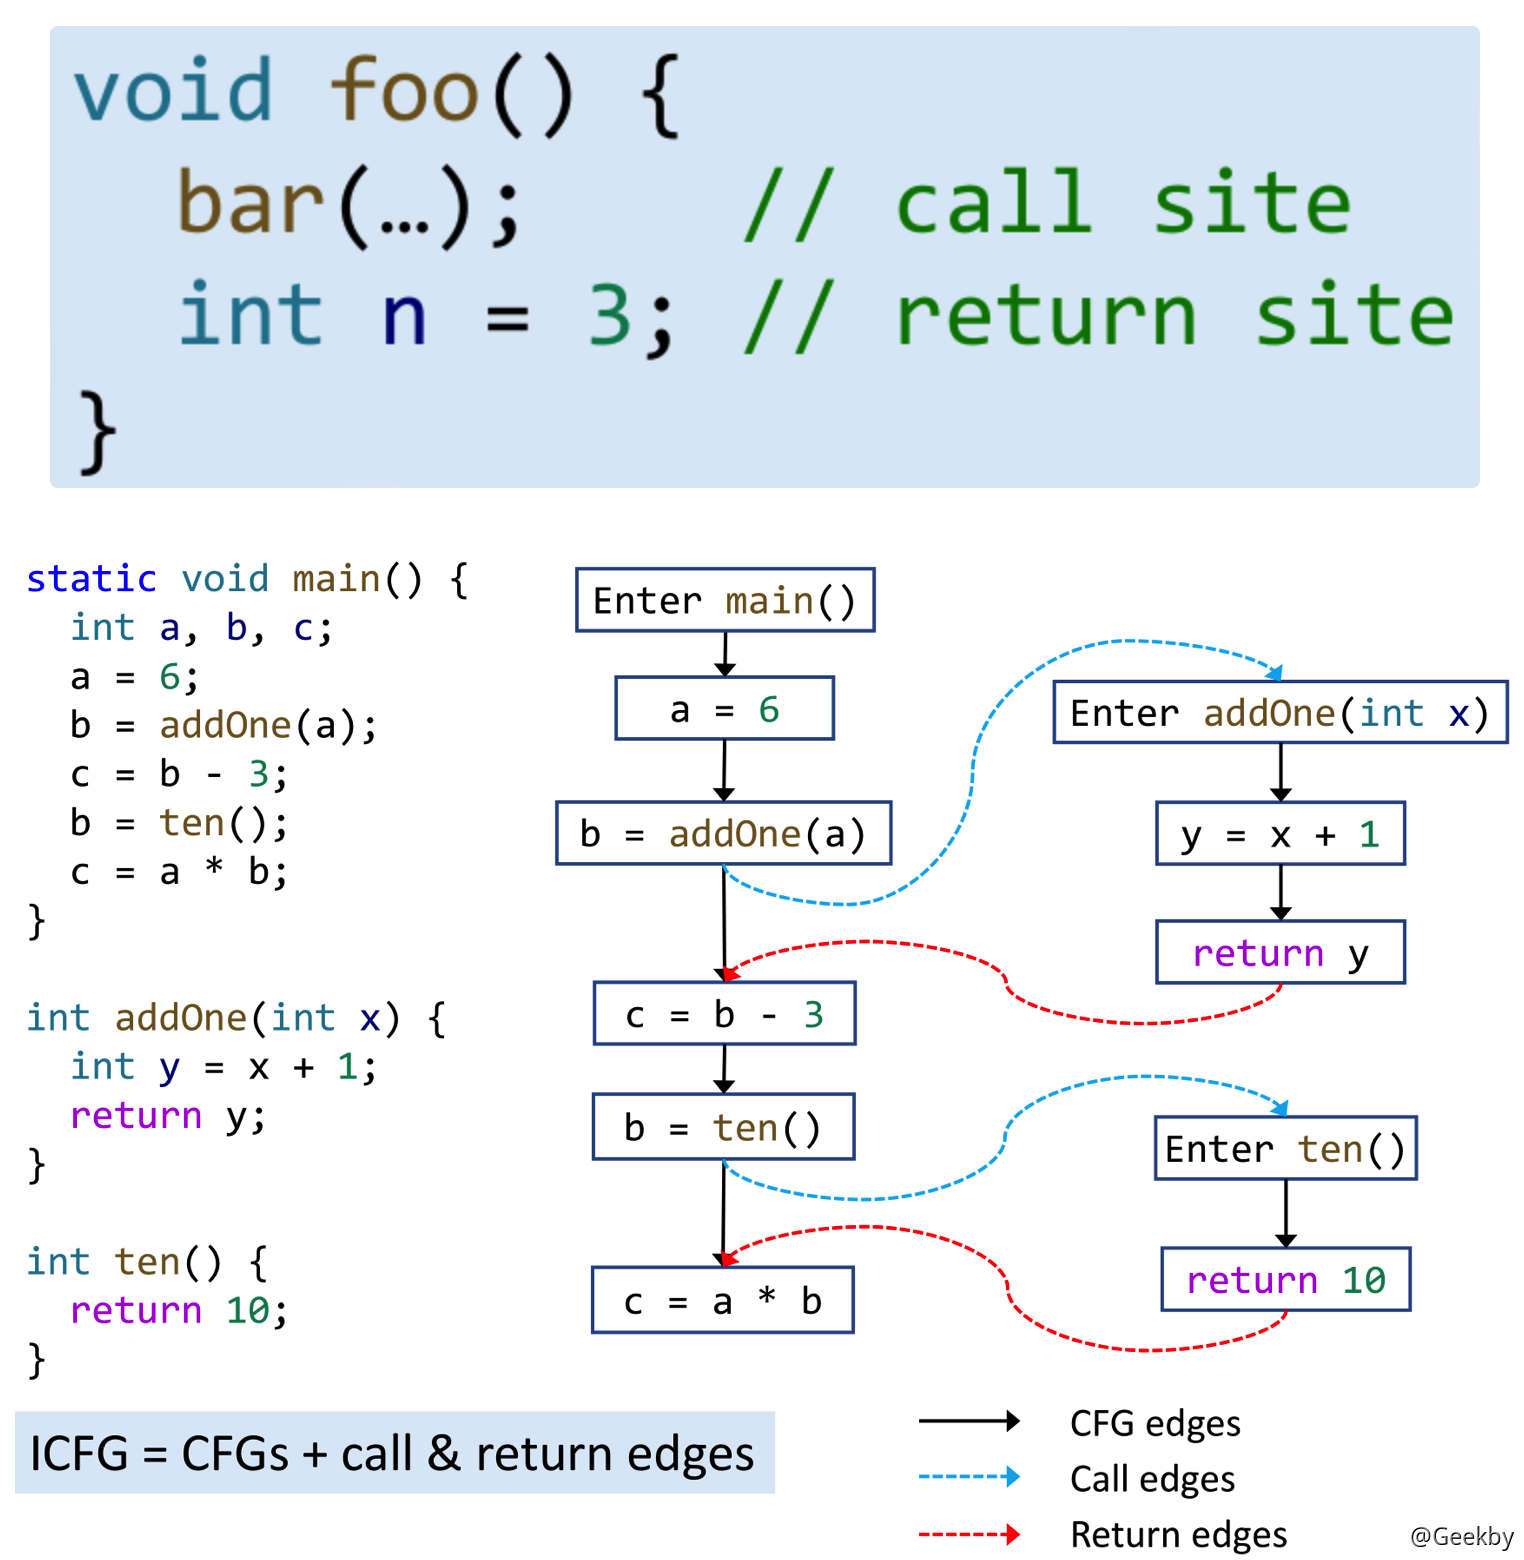 void foo() {
bar(…); // call site
int n = 3; // return site
}
static void main() {
int a, b, c;
a = 6;
b = addOne(a);
c = b - 3;
b = ten();
c = a * b;
}
int addOne(int x) {
int y = x + 1;
return y;
}
int ten() {
return 10;
}
Enter main()
a = 6
b = addOne(a)
c = b - 3
b = ten()
c = a * b
Enter addOne(int x)
y = x + 1
return y
Enter ten()
return 10
ICFG = CFGs + call & return edges
CFG edges
Call edges
Return edges
@Geekby